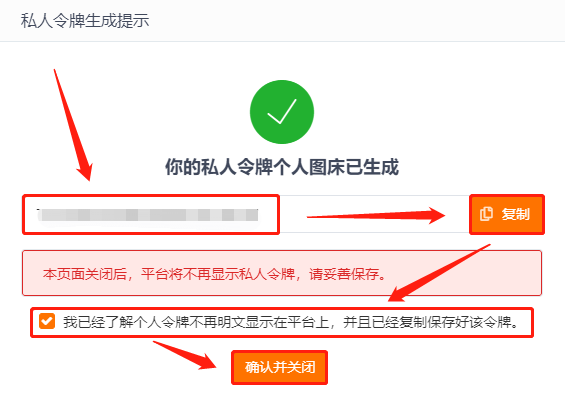 私人令牌生成提示
你的私人令牌个人图床已生成
复制
本页面关闭后，平台将不再显示私人令牌，请妥善保存。
我已经了解个人令牌不再明文显示在平台上，并且已经复制保存好该令牌。
确认并关闭